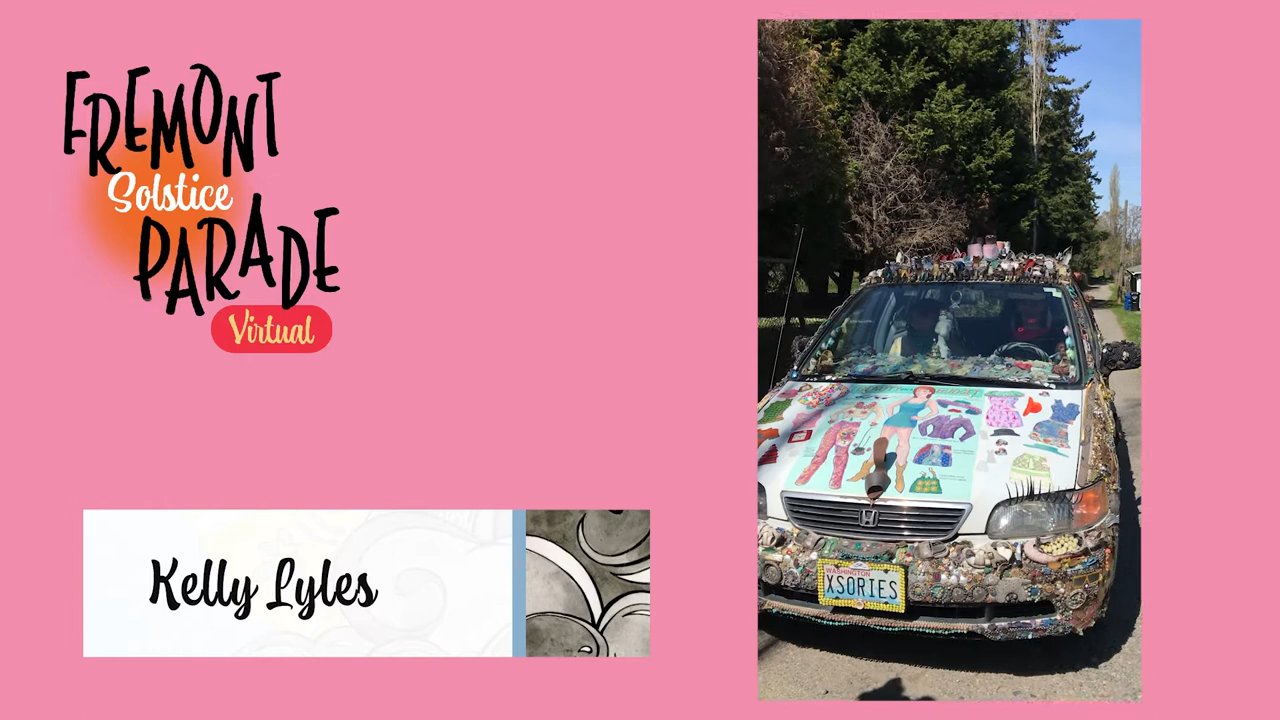 FREMONT
Solstice
PARADE
Virtual
Kelly Lyles
WASHINGTON
XSORIES